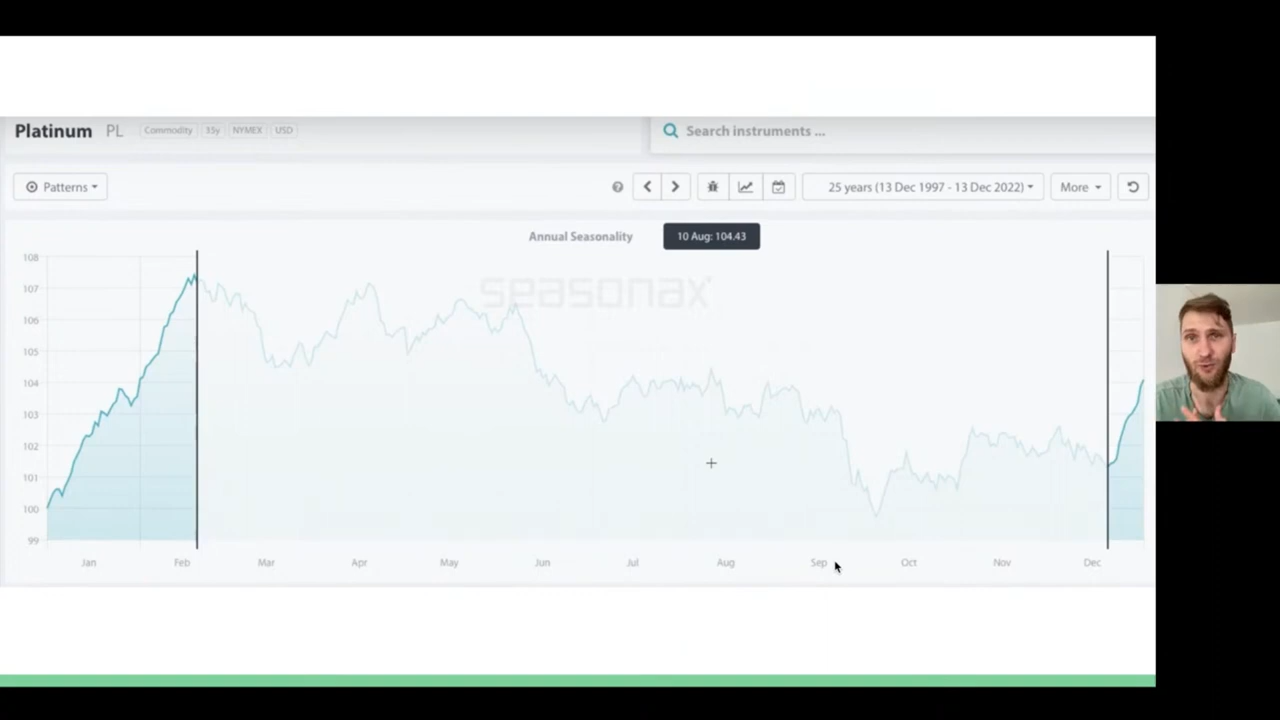 Platinum PL Commodity 35y NYMEX USD
Search instruments ...
Patterns
25 years (13 Dec 1997 - 13 Dec 2022)
More
Annual Seasonality
10 Aug: 104.43
seasonax
108
107
106
105
104
103
102
101
100
99
Jan Feb Mar Apr May Jun Jul Aug Sep Oct Nov Dec